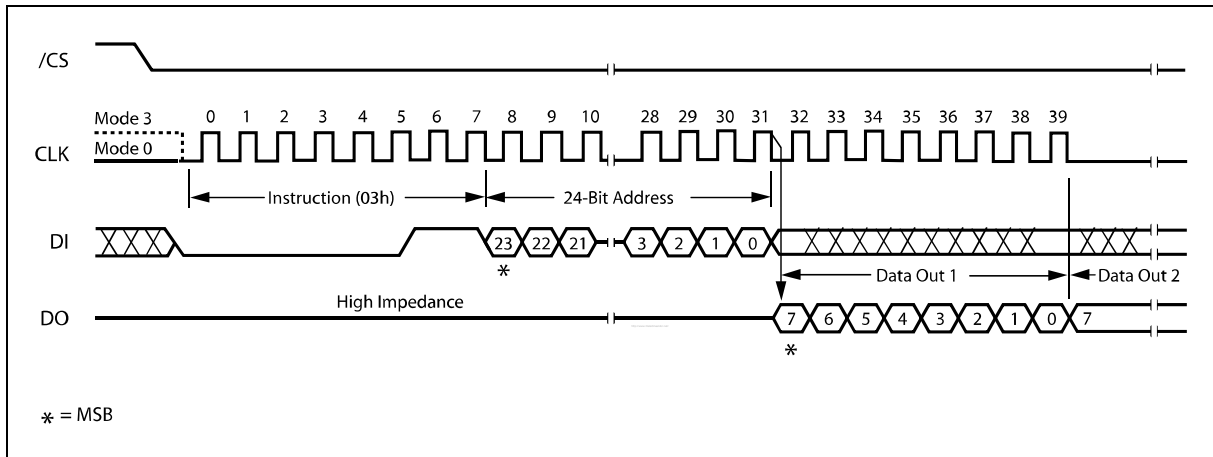 /CS
Mode 3
0 1 2 3 4 5 6 7 8 9 10 28 29 30 31 32 33 34 35 36 37 38 39
CLK
Mode 0
Instruction (03h) 24-Bit Address
DI 23 22 21 3 2 1 0
*
Data Out 1 Data Out 2
High Impedance
DO 7 6 5 4 3 2 1 0 7
*
* = MSB